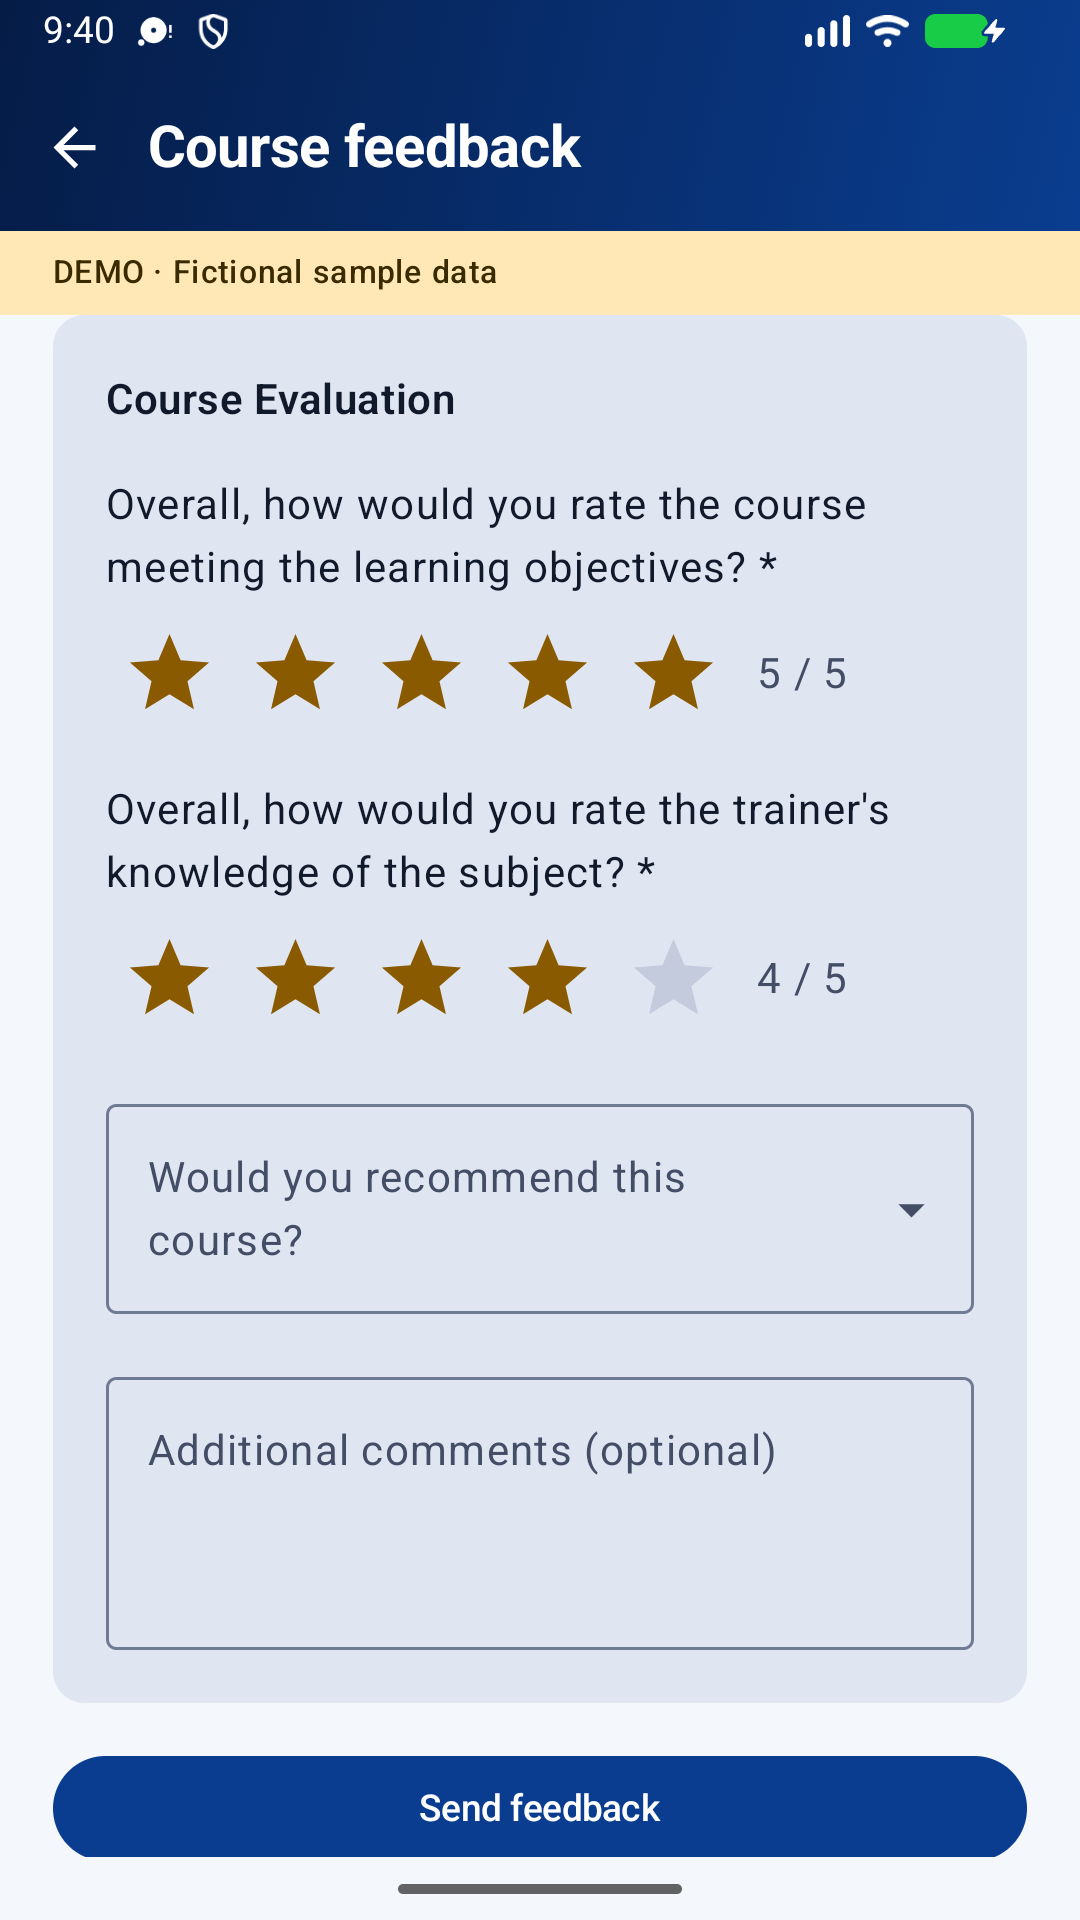 9:40
Course feedback
DEMO · Fictional sample data
Course Evaluation
Overall, how would you rate the course
meeting the learning objectives? *
5 / 5
Overall, how would you rate the trainer's
knowledge of the subject? *
4 / 5
Would you recommend this
course?
Additional comments (optional)
Send feedback